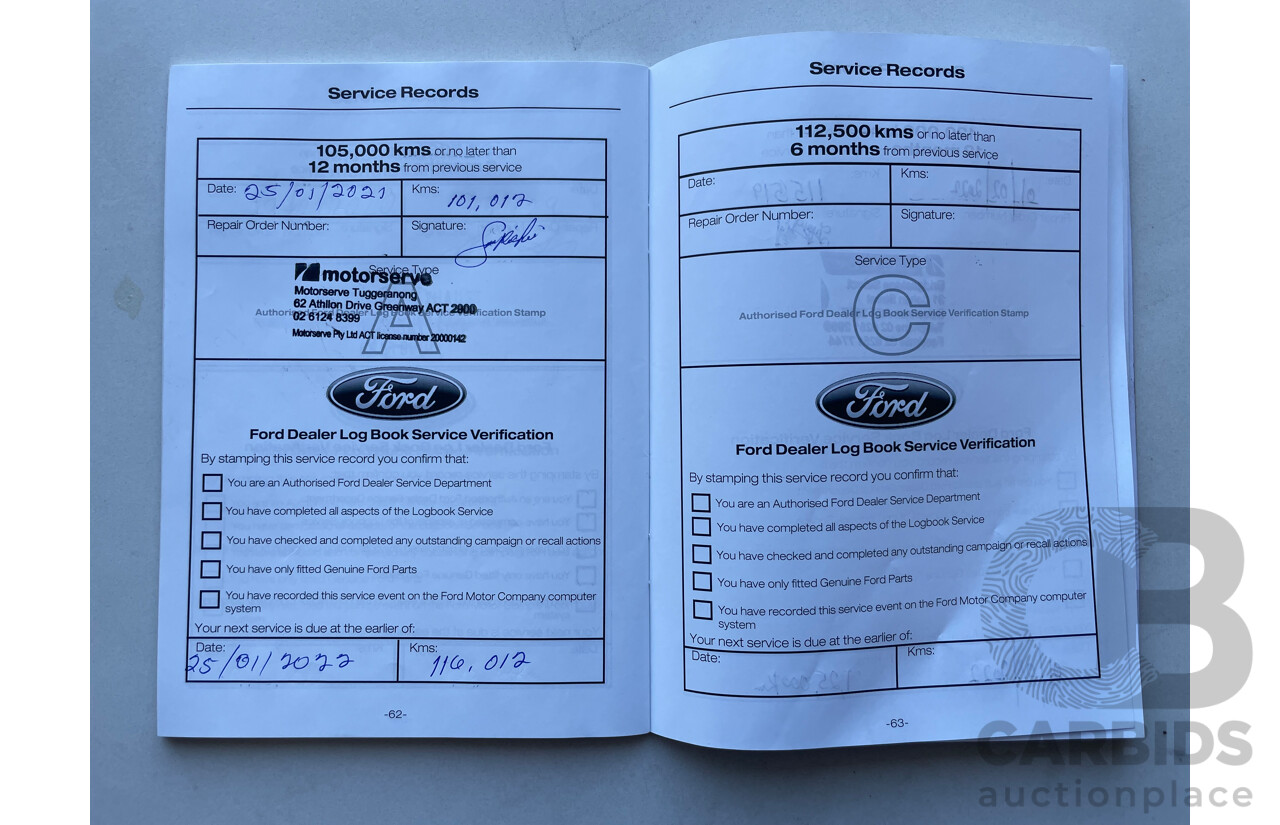 Service Records
105,000 kms or no later than
12 months from previous service
Date: 25/01/2021
Kms: 101,012
Repair Order Number:
Signature:
Service Type
A
motorserve
Motorserve Tuggeranong
62 Athllon Drive Greenway ACT 2900
02 6124 8399
Motorserve Pty Ltd ACT license number 20000142
Authorised Ford Dealer Log Book Service Verification Stamp
Ford
Ford Dealer Log Book Service Verification
By stamping this service record you confirm that:
You are an Authorised Ford Dealer Service Department
You have completed all aspects of the Logbook Service
You have checked and completed any outstanding campaign or recall actions
You have only fitted Genuine Ford Parts
You have recorded this service event on the Ford Motor Company computer
system
Your next service is due at the earlier of:
Date: 25/01/2022
Kms: 116,012
-62-
Service Records
112,500 kms or no later than
6 months from previous service
Date:
Kms:
Repair Order Number:
Signature:
Service Type
C
Authorised Ford Dealer Log Book Service Verification Stamp
Ford
Ford Dealer Log Book Service Verification
By stamping this service record you confirm that:
You are an Authorised Ford Dealer Service Department
You have completed all aspects of the Logbook Service
You have checked and completed any outstanding campaign or recall actions
You have only fitted Genuine Ford Parts
You have recorded this service event on the Ford Motor Company computer
system
Your next service is due at the earlier of:
Date:
Kms:
-63-
CB
CARBIDS
auctionplace